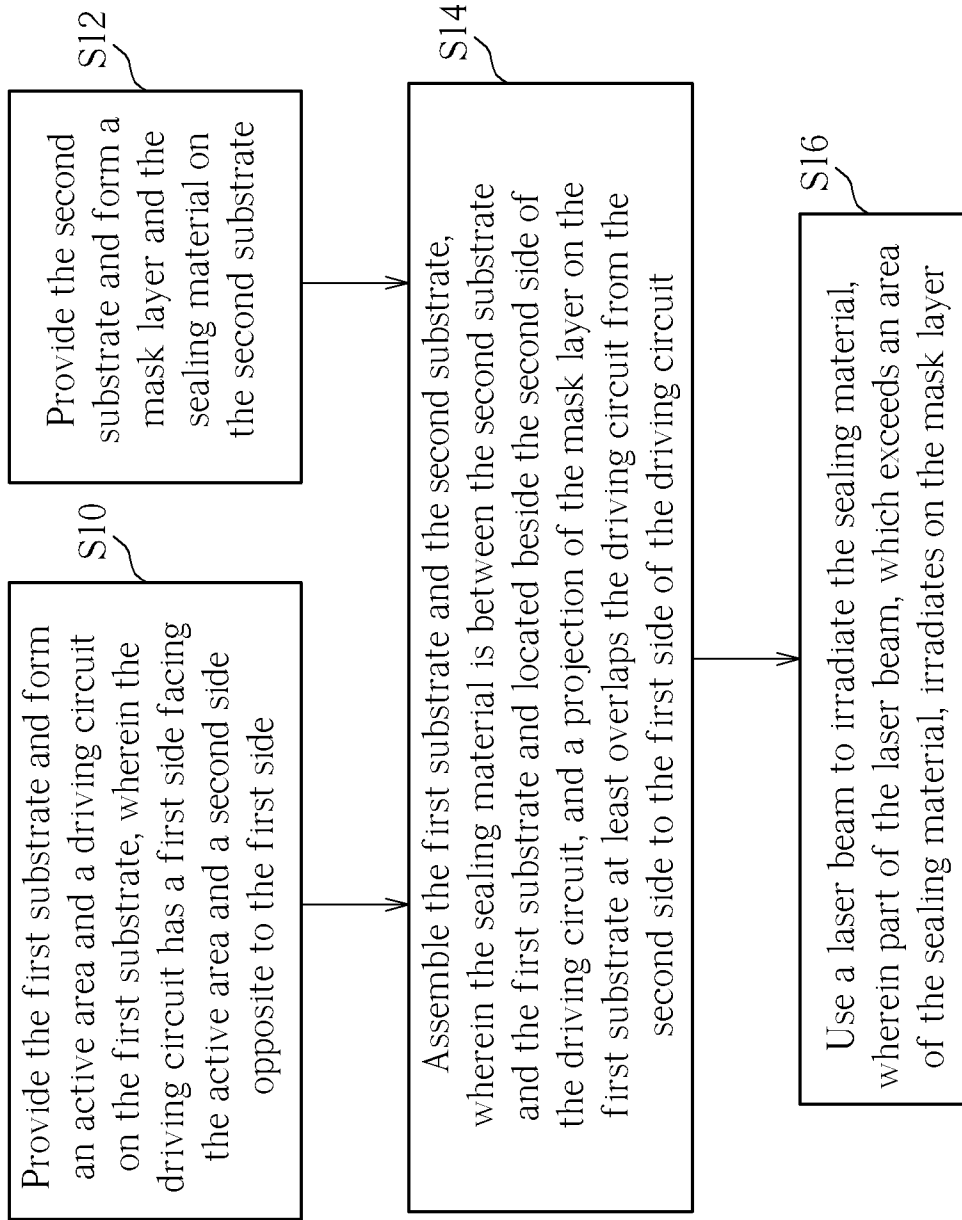 S10
Provide the first substrate and form
an active area and a driving circuit
on the first substrate, wherein the
driving circuit has a first side facing
the active area and a second side
opposite to the first side
S12
Provide the second
substrate and form a
mask layer and the
sealing material on
the second substrate
S14
Assemble the first substrate and the second substrate,
wherein the sealing material is between the second substrate
and the first substrate and located beside the second side of
the driving circuit, and a projection of the mask layer on the
first substrate at least overlaps the driving circuit from the
second side to the first side of the driving circuit
S16
Use a laser beam to irradiate the sealing material,
wherein part of the laser beam, which exceeds an area
of the sealing material, irradiates on the mask layer